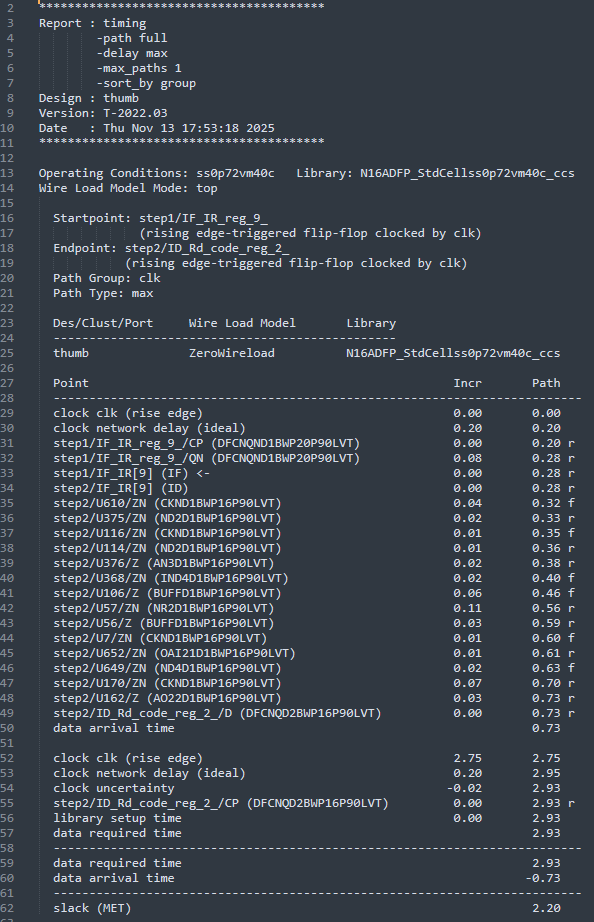 2 ****************************************
3 Report : timing
4         -path full
5         -delay max
6         -max_paths 1
7         -sort_by group
8 Design : thumb
9 Version: T-2022.03
10 Date   : Thu Nov 13 17:53:18 2025
11 ****************************************
12
13 Operating Conditions: ss0p72vm40c   Library: N16ADFP_StdCellss0p72vm40c_ccs
14 Wire Load Model Mode: top
15
16   Startpoint: step1/IF_IR_reg_9_
17               (rising edge-triggered flip-flop clocked by clk)
18   Endpoint: step2/ID_Rd_code_reg_2_
19             (rising edge-triggered flip-flop clocked by clk)
20   Path Group: clk
21   Path Type: max
22
23   Des/Clust/Port     Wire Load Model       Library
24   ------------------------------------------------
25   thumb              ZeroWireload          N16ADFP_StdCellss0p72vm40c_ccs
26
27   Point                                                   Incr       Path
28   --------------------------------------------------------------------------
29   clock clk (rise edge)                                   0.00       0.00
30   clock network delay (ideal)                             0.20       0.20
31   step1/IF_IR_reg_9_/CP (DFCNQND1BWP20P90LVT)             0.00       0.20 r
32   step1/IF_IR_reg_9_/QN (DFCNQND1BWP20P90LVT)             0.08       0.28 r
33   step1/IF_IR[9] (IF) <-                                  0.00       0.28 r
34   step2/IF_IR[9] (ID)                                     0.00       0.28 r
35   step2/U610/ZN (CKND1BWP16P90LVT)                        0.04       0.32 f
36   step2/U375/ZN (ND2D1BWP16P90LVT)                        0.02       0.33 r
37   step2/U116/ZN (CKND1BWP16P90LVT)                        0.01       0.35 f
38   step2/U114/ZN (ND2D1BWP16P90LVT)                        0.01       0.36 r
39   step2/U376/Z (AN3D1BWP16P90LVT)                         0.02       0.38 r
40   step2/U368/ZN (IND4D1BWP16P90LVT)                       0.02       0.40 f
41   step2/U106/Z (BUFFD1BWP16P90LVT)                        0.06       0.46 f
42   step2/U57/ZN (NR2D1BWP16P90LVT)                         0.11       0.56 r
43   step2/U56/Z (BUFFD1BWP16P90LVT)                         0.03       0.59 r
44   step2/U7/ZN (CKND1BWP16P90LVT)                          0.01       0.60 f
45   step2/U652/ZN (OAI21D1BWP16P90LVT)                      0.01       0.61 r
46   step2/U649/ZN (ND4D1BWP16P90LVT)                        0.02       0.63 f
47   step2/U170/ZN (CKND1BWP16P90LVT)                        0.07       0.70 r
48   step2/U162/Z (AO22D1BWP16P90LVT)                        0.03       0.73 r
49   step2/ID_Rd_code_reg_2_/D (DFCNQD2BWP16P90LVT)          0.00       0.73 r
50   data arrival time                                                  0.73
51
52   clock clk (rise edge)                                   2.75       2.75
53   clock network delay (ideal)                             0.20       2.95
54   clock uncertainty                                      -0.02       2.93
55   step2/ID_Rd_code_reg_2_/CP (DFCNQD2BWP16P90LVT)         0.00       2.93 r
56   library setup time                                      0.00       2.93
57   data required time                                                 2.93
58   --------------------------------------------------------------------------
59   data required time                                                 2.93
60   data arrival time                                                 -0.73
61   --------------------------------------------------------------------------
62   slack (MET)                                                        2.20